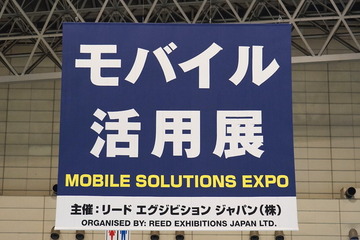 モバイル
活用展
MOBILE SOLUTIONS EXPO
主催：リード エグジビション ジャパン（株）
ORGANISED BY: REED EXHIBITIONS JAPAN LTD.